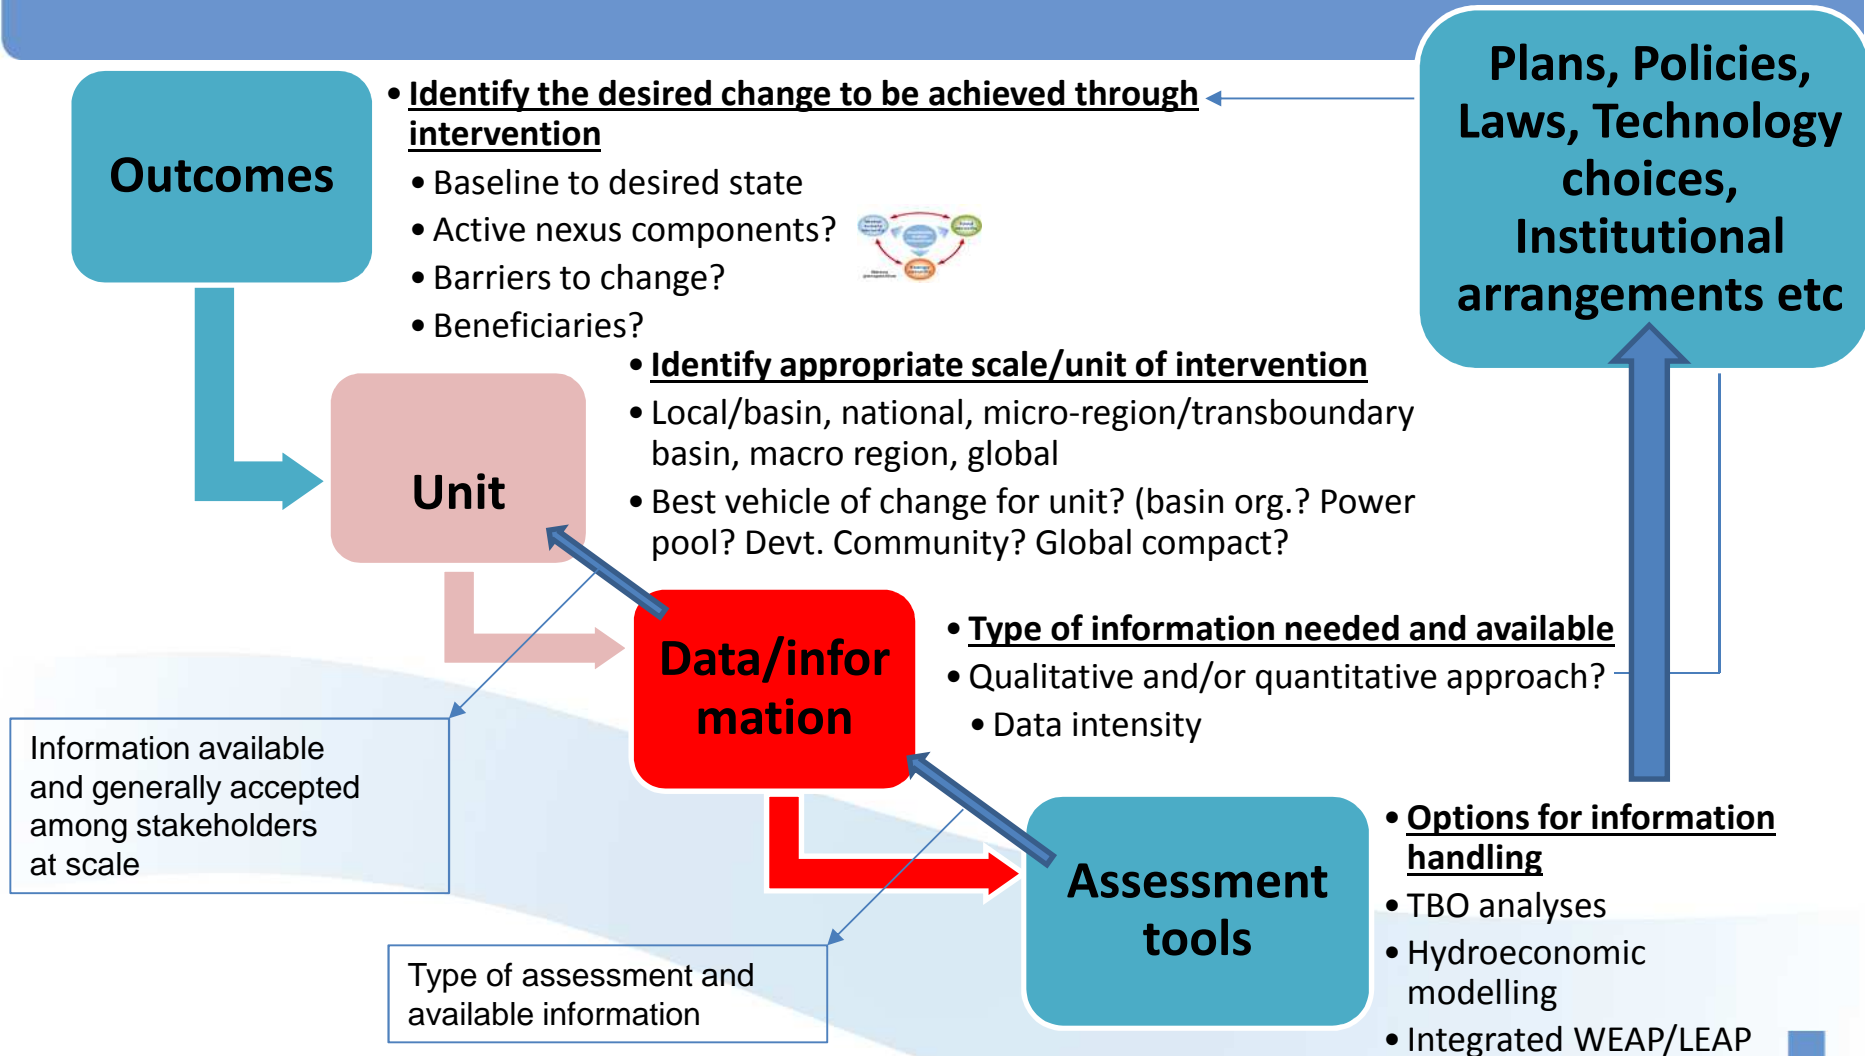 Outcomes
• Identify the desired change to be achieved through
intervention
• Baseline to desired state
• Active nexus components?
• Barriers to change?
• Beneficiaries?
Plans, Policies,
Laws, Technology
choices,
Institutional
arrangements etc
Unit
• Identify appropriate scale/unit of intervention
• Local/basin, national, micro-region/transboundary
basin, macro region, global
• Best vehicle of change for unit? (basin org.? Power
pool? Devt. Community? Global compact?
Data/infor
mation
• Type of information needed and available
• Qualitative and/or quantitative approach?
• Data intensity
Information available
and generally accepted
among stakeholders
at scale
Assessment
tools
• Options for information
handling
• TBO analyses
• Hydroeconomic
modelling
• Integrated WEAP/LEAP
Type of assessment and
available information